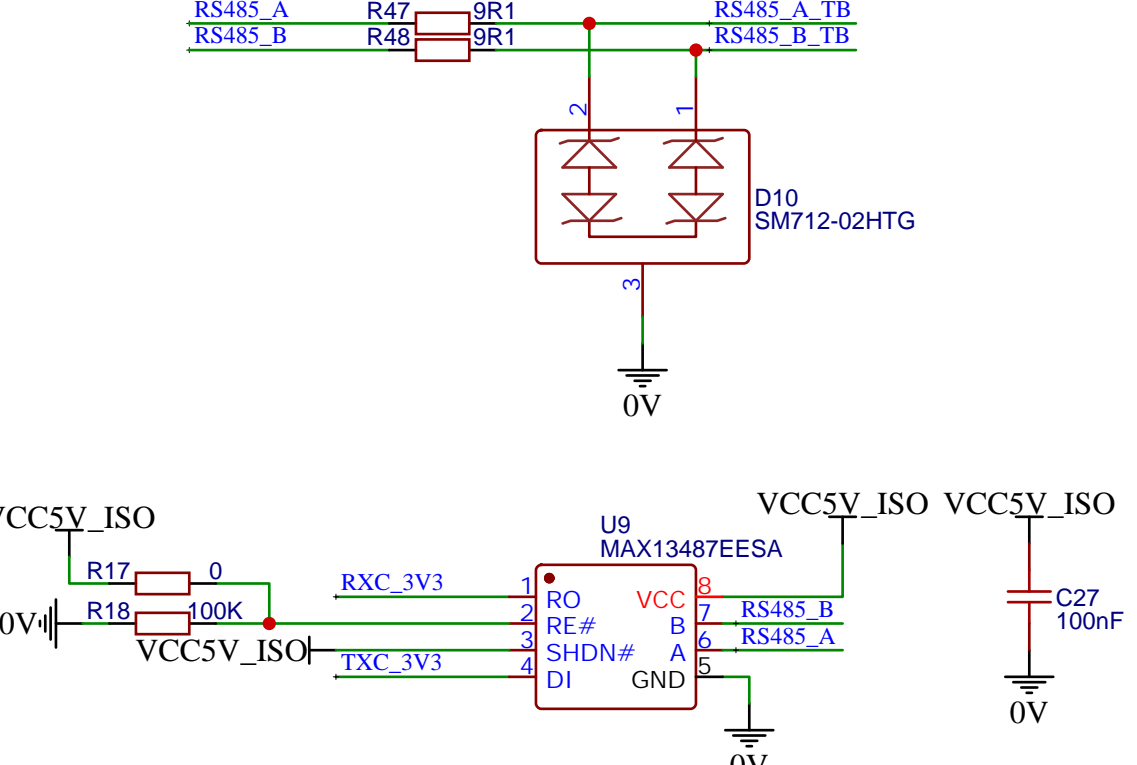 RS485_A R47 9R1 RS485_A_TB
RS485_B R48 9R1 RS485_B_TB
2 1
D10
SM712-02HTG
3
0V
VCC5V_ISO VCC5V_ISO VCC5V_ISO
U9
MAX13487EESA
R17 0 RXC_3V3 1 RO VCC 8
0V R18 100K 2 RE# B 7 RS485_B
VCC5V_ISO 3 SHDN# A 6 RS485_A
TXC_3V3 4 DI GND 5
C27
100nF
0V
0V